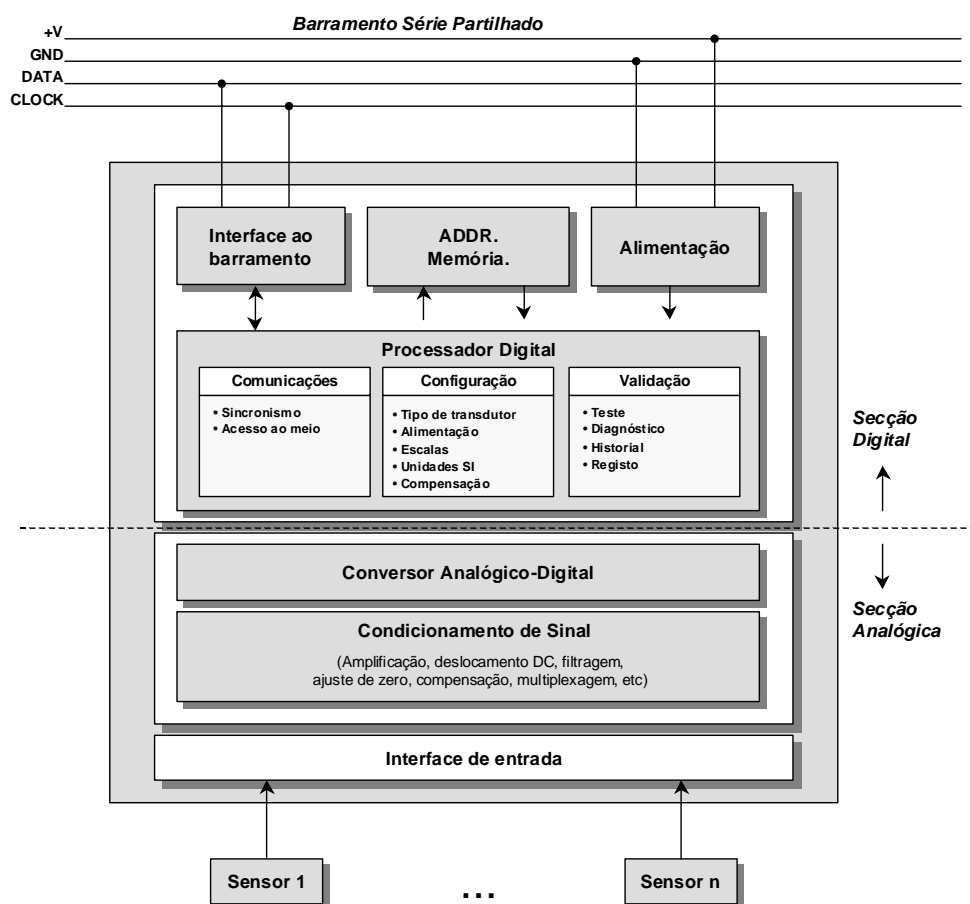 Barramento Série Partilhado
+V
GND
DATA
CLOCK
Interface ao
barramento
ADDR.
Memória.
Alimentação
Processador Digital
Comunicações
• Sincronismo
• Acesso ao meio
Configuração
• Tipo de transdutor
• Alimentação
• Escalas
• Unidades SI
• Compensação
Validação
• Teste
• Diagnóstico
• Historial
• Registo
Secção
Digital
Conversor Analógico-Digital
Secção
Analógica
Condicionamento de Sinal
(Amplificação, deslocamento DC, filtragem,
ajuste de zero, compensação, multiplexagem, etc)
Interface de entrada
Sensor 1
...
Sensor n